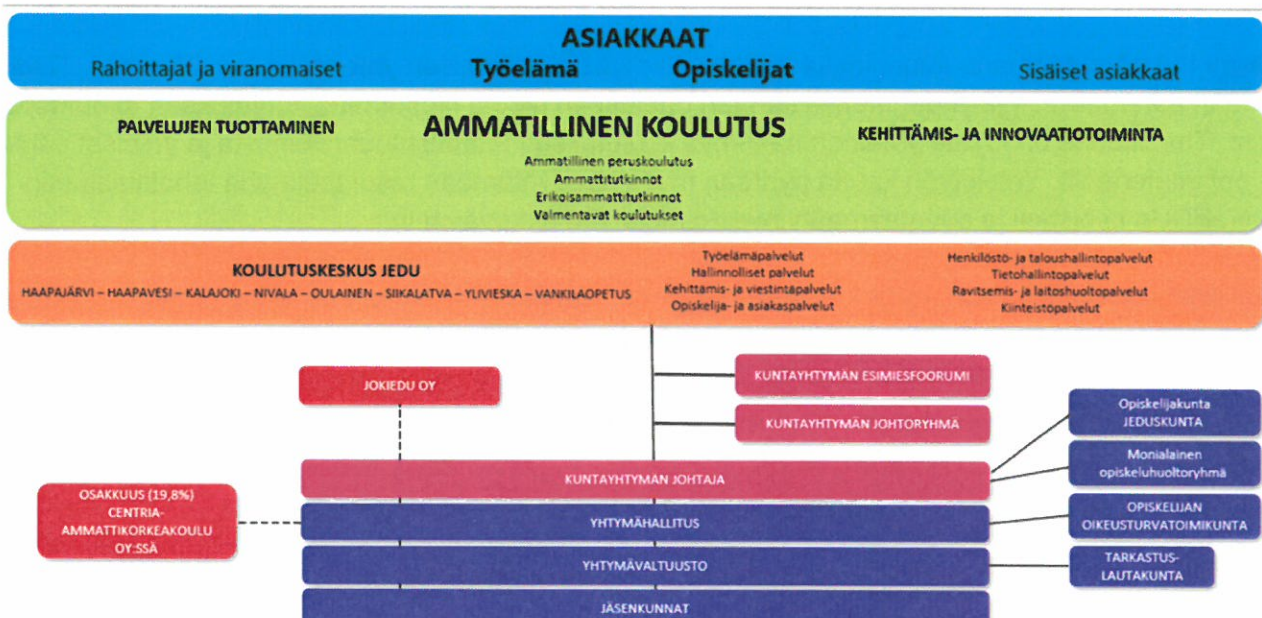 ASIAKKAAT
Rahoittajat ja viranomaiset Työelämä Opiskelijat Sisäiset asiakkaat
PALVELUJEN TUOTTAMINEN AMMATILLINEN KOULUTUS KEHITTÄMIS- JA INNOVAATIOTOIMINTA
Ammatillinen peruskoulutus
Ammattitutkinnot
Erikoisammattitutkinnot
Valmentavat koulutukset
KOULUTUSKESKUS JEDU
HAAPAJÄRVI – HAAPAVESI – KALAJOKI – NIVALA – OULAINEN – SIIKALATVA – YLIVIESKA – VANKILAOPETUS
Työelämäpalvelut
Hallinnolliset palvelut
Kehittämis- ja viestintäpalvelut
Opiskelija- ja asiakaspalvelut
Henkilöstö- ja taloushallintopalvelut
Tietohallintopalvelut
Ravitsemis- ja laitoshuoltopalvelut
Kiinteistöpalvelut
JOKIEDU OY
KUNTAYHTYMÄN ESIMIESFOORUMI
KUNTAYHTYMÄN JOHTORYHMÄ
Opiskelijakunta
JEDUSKUNTA
KUNTAYHTYMÄN JOHTAJA
Monialainen
opiskeluhuoltoryhmä
OSAKKUUS (19,8%)
CENTRIA-
AMMATTIKORKEAKOULU
OY:SSÄ
YHTYMÄHALLITUS
OPISKELIJAN
OIKEUSTURVATOIMIKUNTA
YHTYMÄVALTUUSTO
TARKASTUS-
LAUTAKUNTA
JÄSENKUNNAT